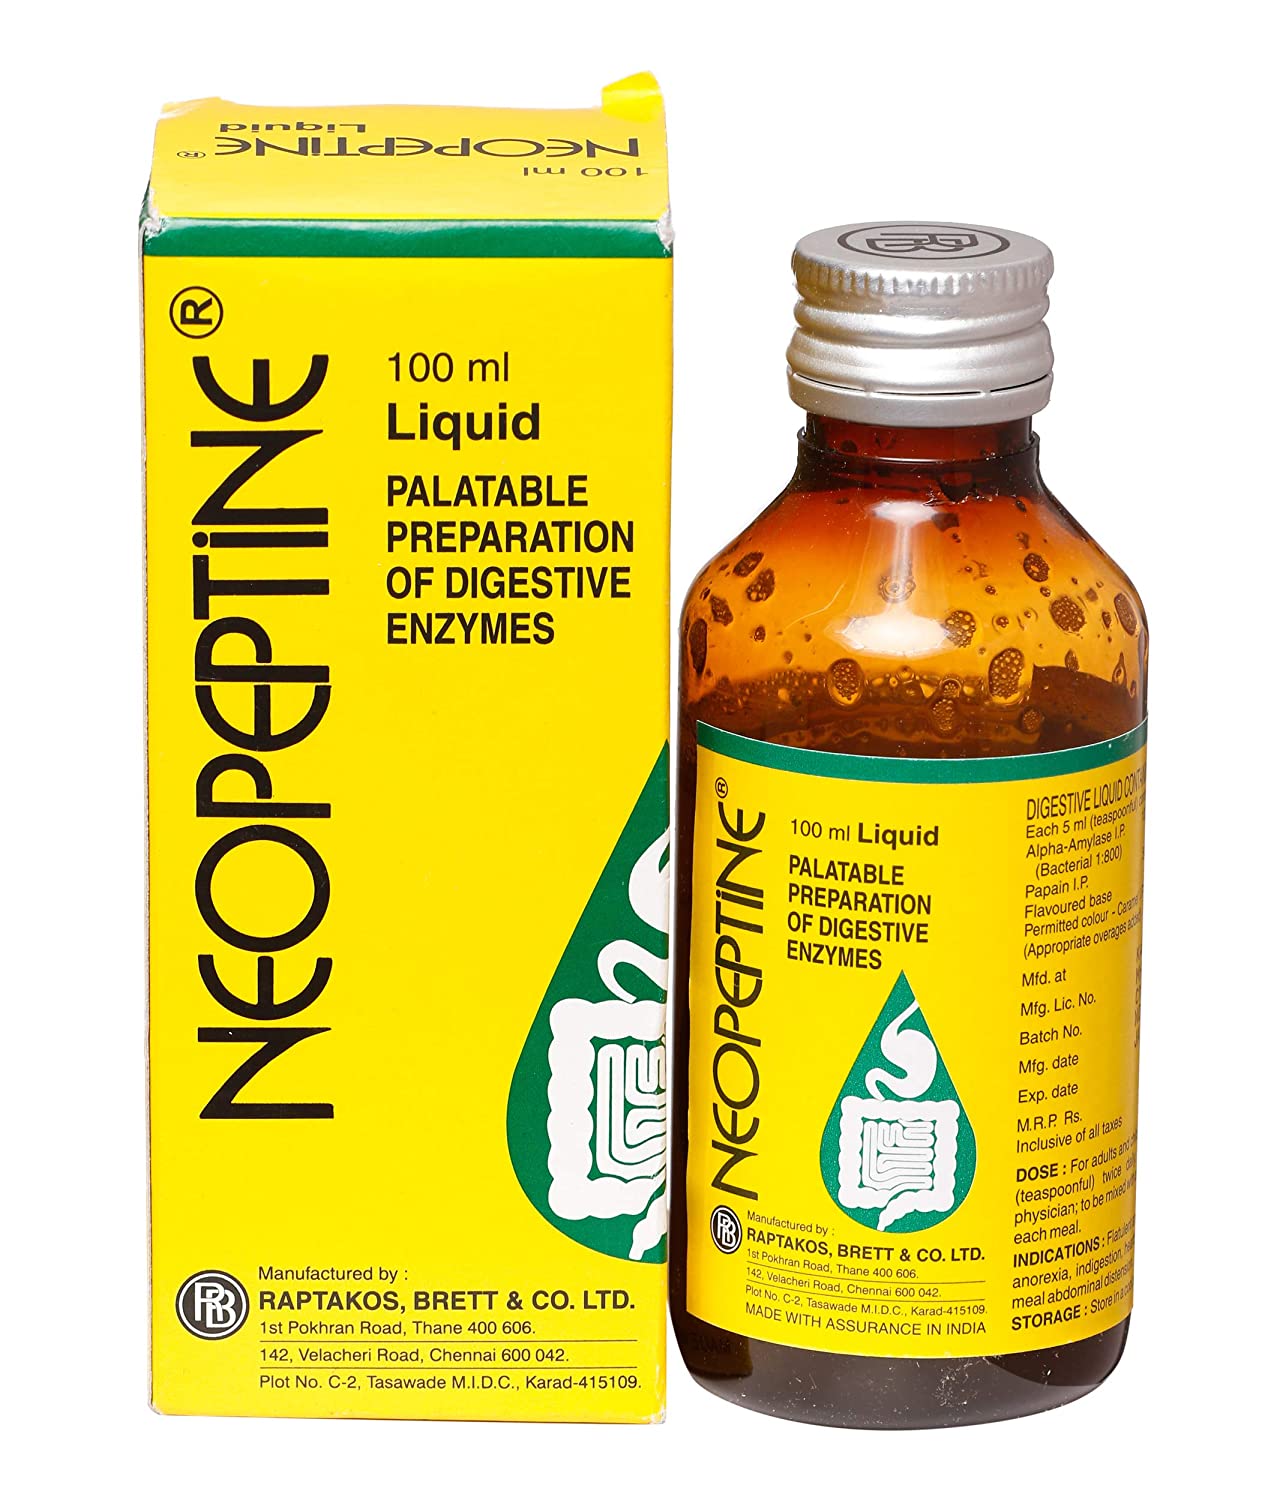 100 ml
NEOPEPTINE®
Liquid
NEOPEPTINE®
100 ml
Liquid
PALATABLE
PREPARATION
OF DIGESTIVE
ENZYMES
RB
Manufactured by :
RAPTAKOS, BRETT & CO. LTD.
1st Pokhran Road, Thane 400 606.
142, Velacheri Road, Chennai 600 042.
Plot No. C-2, Tasawade M.I.D.C., Karad-415109.
RB
NEOPEPTINE®
100 ml Liquid
PALATABLE
PREPARATION
OF DIGESTIVE
ENZYMES
RB
Manufactured by :
RAPTAKOS, BRETT & CO. LTD.
1st Pokhran Road, Thane 400 606.
142, Velacheri Road, Chennai 600 042.
Plot No. C-2, Tasawade M.I.D.C., Karad-415109.
MADE WITH ASSURANCE IN INDIA
DIGESTIVE LIQUID
Each 5 ml (teaspoonful)
Alpha-Amylase I.P.
(Bacterial 1:800)
Papain I.P.
Flavoured base
Permitted colour - Caramel
(Appropriate overages
Mfd. at
Mfg. Lic. No.
Batch No.
Mfg. date
Exp. date
M.R.P. Rs.
Inclusive of all taxes
DOSE : For adults and
(teaspoonful) twice
physician; to be mixed
each meal.
INDICATIONS :
anorexia, indigestion,
meal abdominal
STORAGE : Store in a